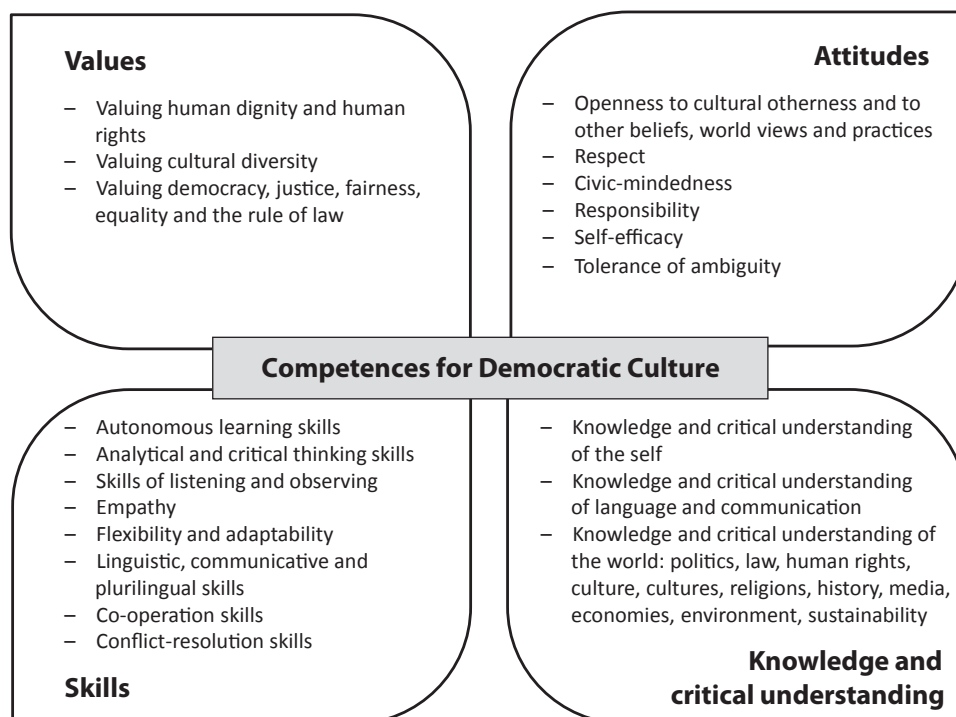 Values
– Valuing human dignity and human
rights
– Valuing cultural diversity
– Valuing democracy, justice, fairness,
equality and the rule of law
Attitudes
– Openness to cultural otherness and to
other beliefs, world views and practices
– Respect
– Civic-mindedness
– Responsibility
– Self-efficacy
– Tolerance of ambiguity
Competences for Democratic Culture
– Autonomous learning skills
– Analytical and critical thinking skills
– Skills of listening and observing
– Empathy
– Flexibility and adaptability
– Linguistic, communicative and
plurilingual skills
– Co-operation skills
– Conflict-resolution skills
Skills
– Knowledge and critical understanding
of the self
– Knowledge and critical understanding
of language and communication
– Knowledge and critical understanding of
the world: politics, law, human rights,
culture, cultures, religions, history, media,
economies, environment, sustainability
Knowledge and
critical understanding